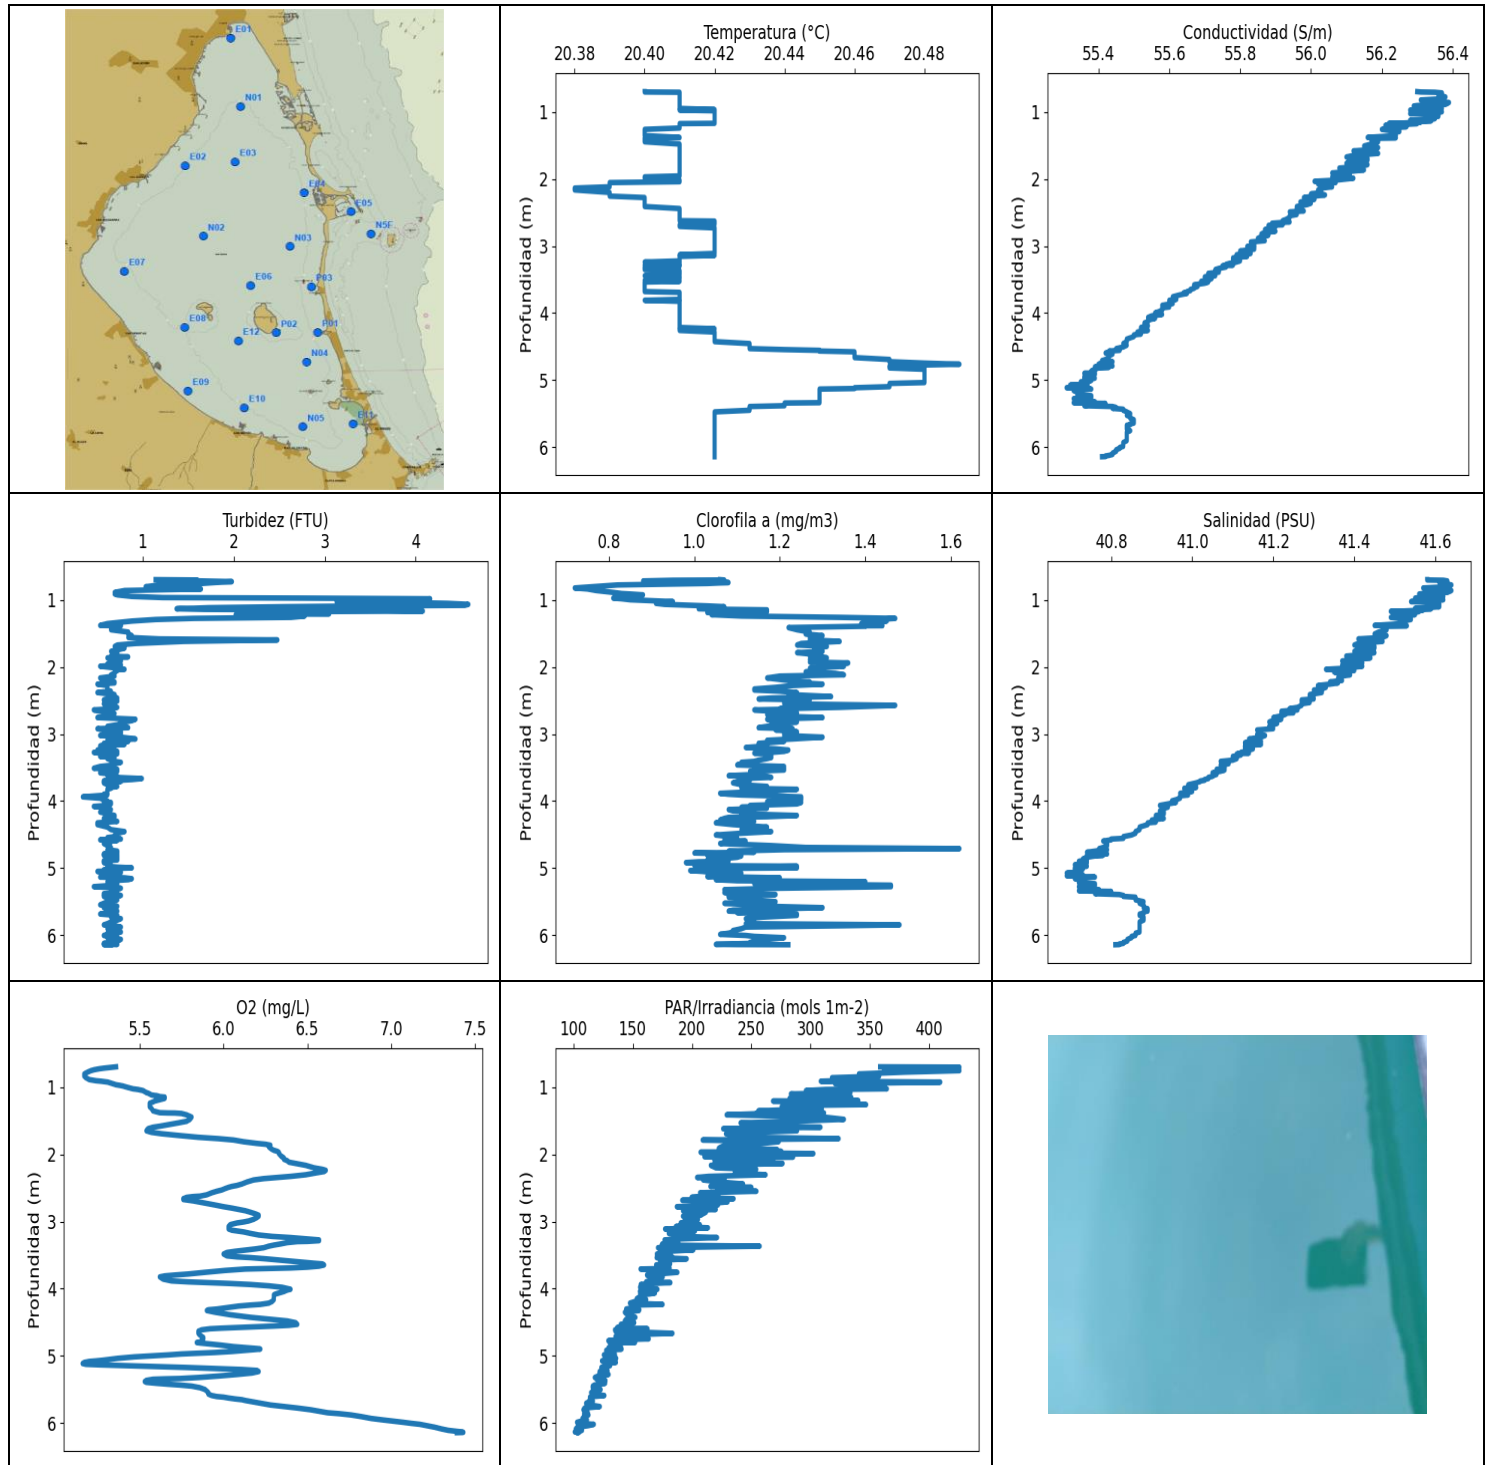 E01
N01
E02
E03
E04
E05
N5F
N02
N03
E07
E06
P03
E08
P02
P01
E12
N04
E09
E10
N05
E11
Temperatura (°C)
20.38 20.40 20.42 20.44 20.46 20.48
Profundidad (m)
1
2
3
4
5
6
Conductividad (S/m)
55.4 55.6 55.8 56.0 56.2 56.4
Profundidad (m)
1
2
3
4
5
6
Turbidez (FTU)
1 2 3 4
Profundidad (m)
1
2
3
4
5
6
Clorofila a (mg/m3)
0.8 1.0 1.2 1.4 1.6
Profundidad (m)
1
2
3
4
5
6
Salinidad (PSU)
40.8 41.0 41.2 41.4 41.6
Profundidad (m)
1
2
3
4
5
6
O2 (mg/L)
5.5 6.0 6.5 7.0 7.5
Profundidad (m)
1
2
3
4
5
6
PAR/Irradiancia (mols 1m-2)
100 150 200 250 300 350 400
Profundidad (m)
1
2
3
4
5
6